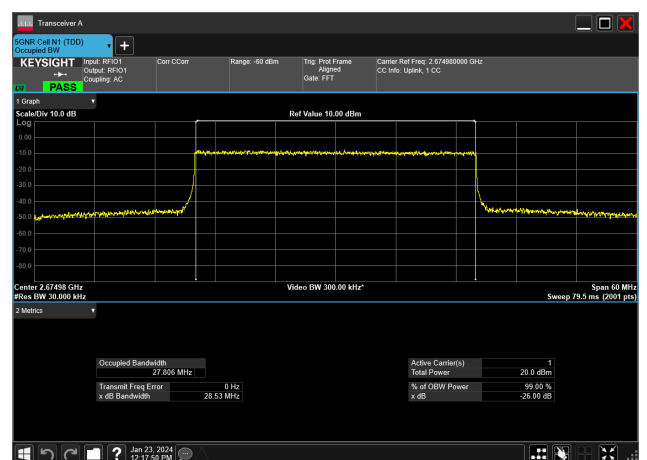 Transceiver A
5GNR Cell N1 (TDD)
Occupied BW
KEYSIGHT
LXI
PASS
Input: RFIO1
Output: RFIO1
Coupling: AC
Corr CCorr
Range: -60 dBm
Trig: Prot Frame
Aligned
Gate: FFT
Carrier Ref Freq: 2.674980000 GHz
CC Info: Uplink, 1 CC
1 Graph
Scale/Div 10.0 dB
Ref Value 10.00 dBm
Log
0.00
-10.0
-20.0
-30.0
-40.0
-50.0
-60.0
-70.0
-80.0
Center 2.67498 GHz
#Res BW 30.000 kHz
Video BW 300.00 kHz*
Span 60 MHz
Sweep 79.5 ms (2001 pts)
2 Metrics
Occupied Bandwidth
27.806 MHz
Transmit Freq Error 0 Hz
x dB Bandwidth 28.53 MHz
Active Carrier(s) 1
Total Power 20.0 dBm
% of OBW Power 99.00 %
x dB -26.00 dB
Jan 23, 2024
12:17:50 PM